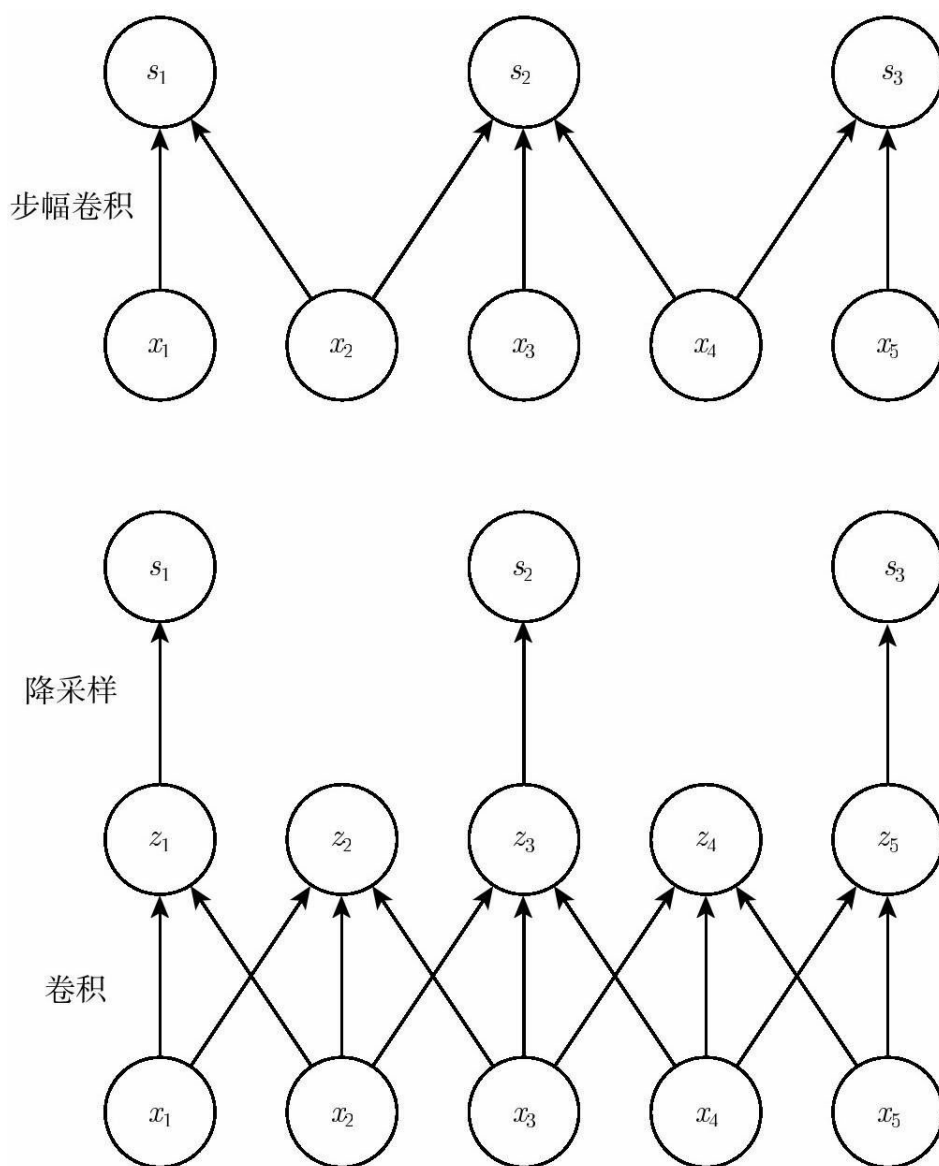 s₁ s₂ s₃
步幅卷积
x₁ x₂ x₃ x₄ x₅
s₁ s₂ s₃
降采样
z₁ z₂ z₃ z₄ z₅
卷积
x₁ x₂ x₃ x₄ x₅